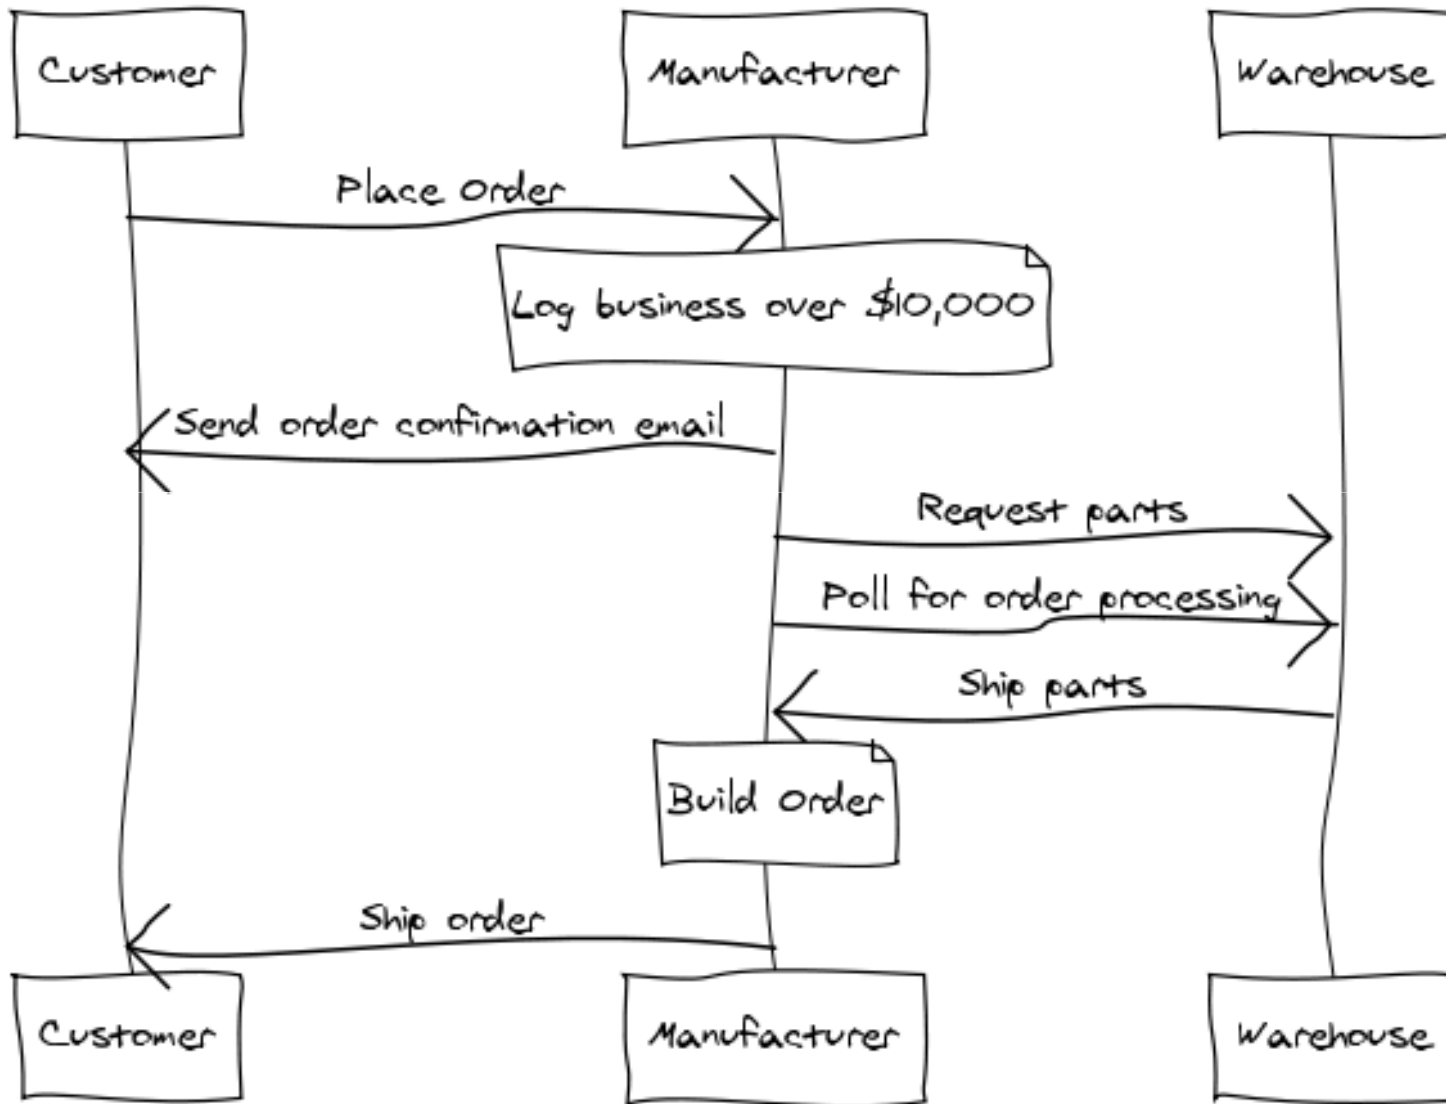 Customer
Manufacturer
Warehouse
Place Order
Log business over $10,000
Send order confirmation email
Request parts
Poll for order processing
Ship parts
Build Order
Ship order
Customer
Manufacturer
Warehouse